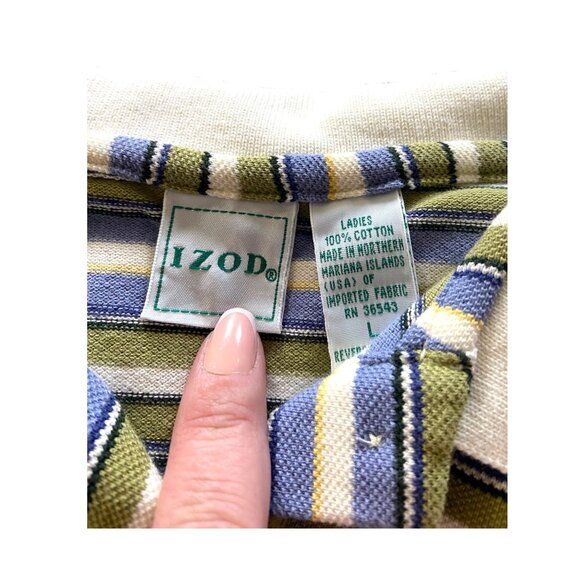 IZOD®
LADIES
100% COTTON
MADE IN NORTHERN
MARIANA ISLANDS
(USA) OF
IMPORTED FABRIC
RN 36543
L